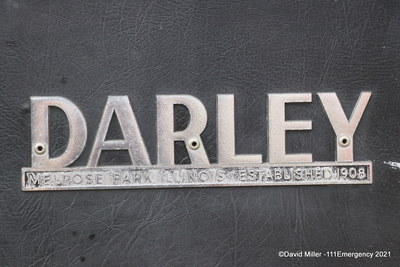 DARLEY
MELROSE PARK ILLINOIS ESTABLISHED 1908
©David Miller -111Emergency 2021